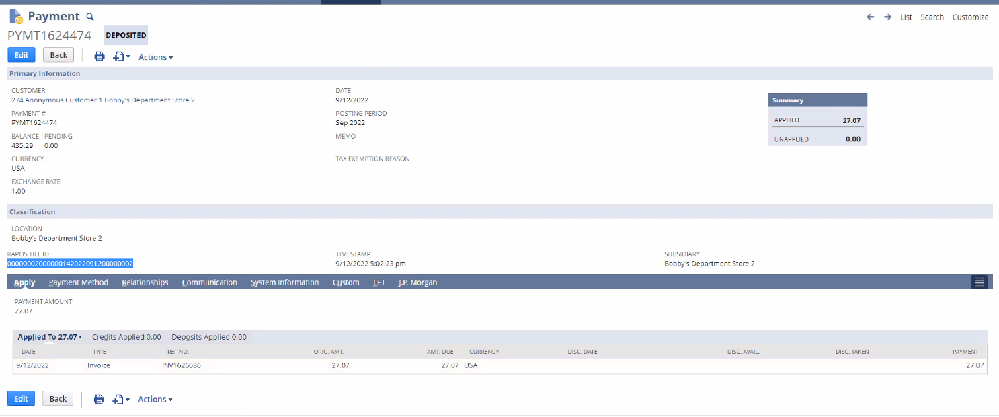 Payment
List Search Customize
PYMT1624474 DEPOSITED
Edit Back Actions
Primary Information
CUSTOMER
274 Anonymous Customer 1 Bobby's Department Store 2
PAYMENT #
PYMT1624474
BALANCE PENDING
435.29 0.00
CURRENCY
USA
EXCHANGE RATE
1.00
DATE
9/12/2022
POSTING PERIOD
Sep 2022
MEMO
TAX EXEMPTION REASON
Summary
APPLIED 27.07
UNAPPLIED 0.00
Classification
LOCATION
Bobby's Department Store 2
RAPOS TILL ID
00000002000000142022091200000002
TIMESTAMP
9/12/2022 5:02:23 pm
SUBSIDIARY
Bobby's Department Store 2
Apply Payment Method Relationships Communication System Information Custom EFT J.P. Morgan
PAYMENT AMOUNT
27.07
Applied To 27.07 • Credits Applied 0.00 Deposits Applied 0.00
DATE TYPE REF NO. ORIG. AMT. AMT. DUE CURRENCY DISC. DATE DISC. AVAIL. DISC. TAKEN PAYMENT
9/12/2022 Invoice INV1626086 27.07 27.07 USA 27.07
Edit Back Actions